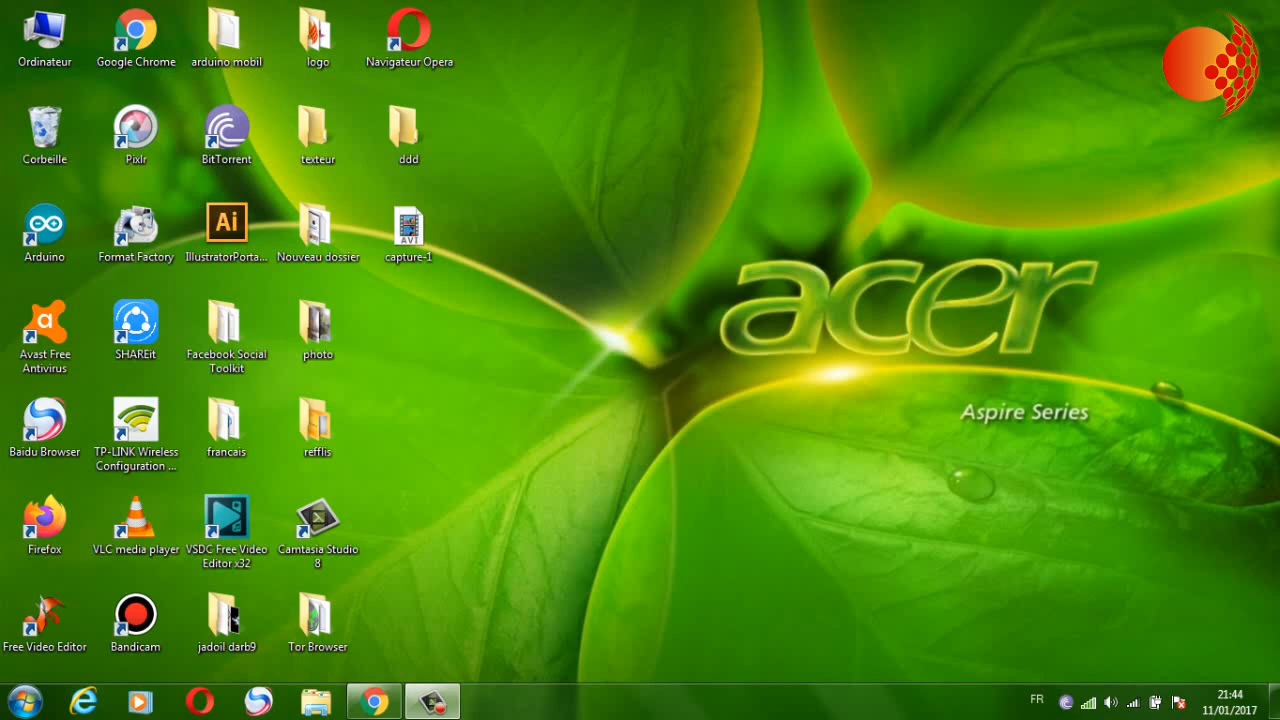 Ordinateur
Google Chrome
arduino mobil
logo
Navigateur Opera
Corbeille
Pixlr
BitTorrent
texteur
ddd
Ai
AVI
Arduino
Format Factory
IllustratorPorta...
Nouveau dossier
capture-1
acer
Avast Free
Antivirus
SHAREit
Facebook Social
Toolkit
photo
Aspire Series
Baidu Browser
TP-LINK Wireless
Configuration ...
francais
refflis
Firefox
VLC media player
VSDC Free Video
Editor x32
Camtasia Studio
8
Free Video Editor
Bandicam
jadoil darb9
Tor Browser
FR
21:44
11/01/2017